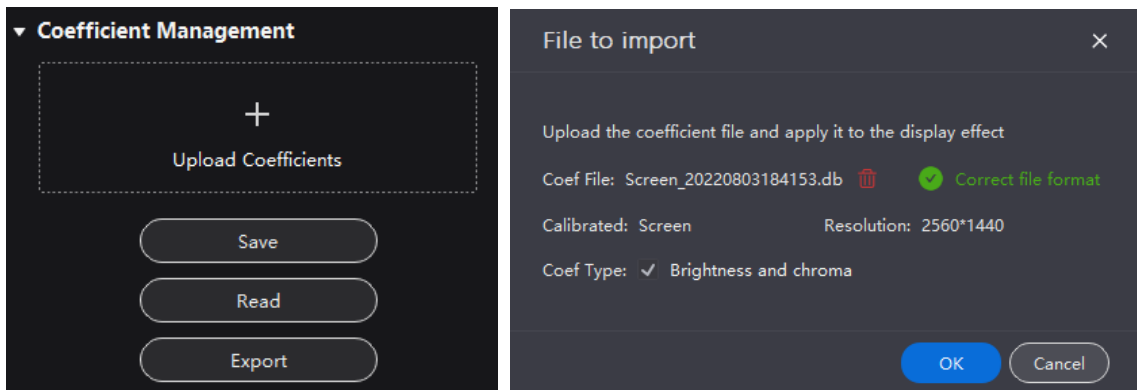 Coefficient Management
+
Upload Coefficients
Save
Read
Export
File to import
Upload the coefficient file and apply it to the display effect
Coef File: Screen_20220803184153.db Correct file format
Calibrated: Screen Resolution: 2560*1440
Coef Type: Brightness and chroma
OK Cancel